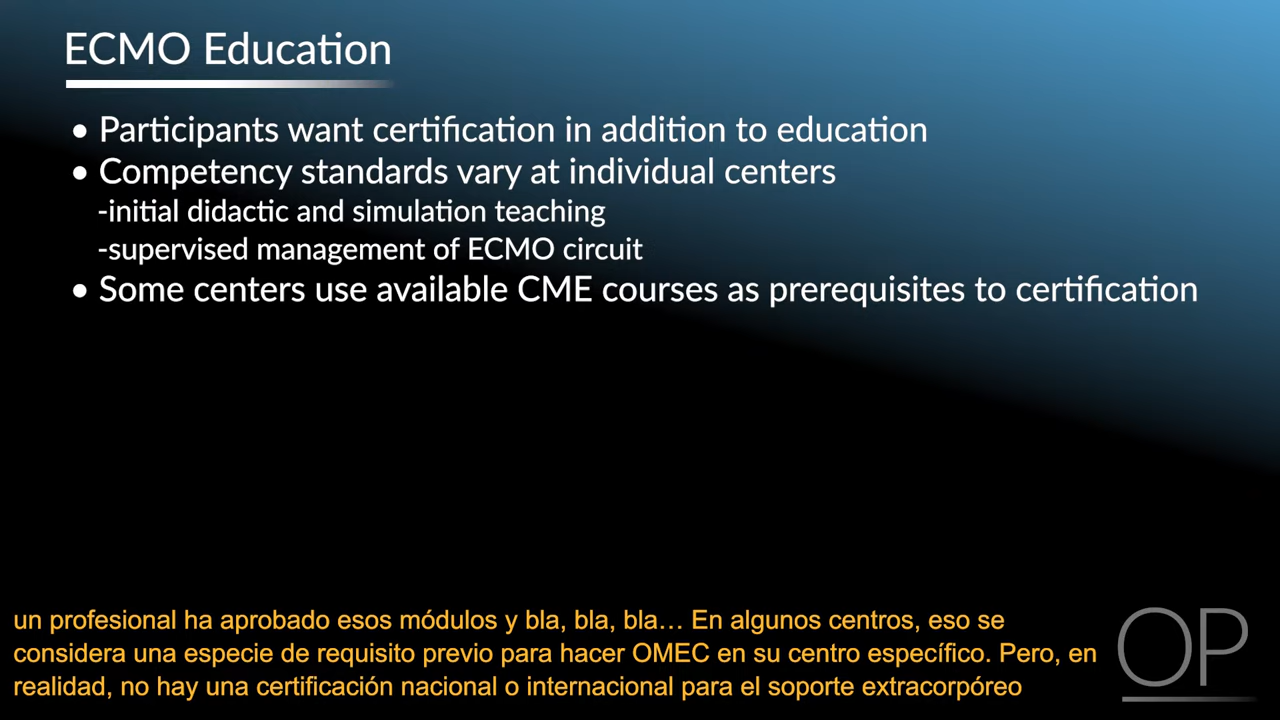 ECMO Education
• Participants want certification in addition to education
• Competency standards vary at individual centers
-initial didactic and simulation teaching
-supervised management of ECMO circuit
• Some centers use available CME courses as prerequisites to certification
un profesional ha aprobado esos módulos y bla, bla, bla... En algunos centros, eso se
considera una especie de requisito previo para hacer OMEC en su centro específico. Pero, en
realidad, no hay una certificación nacional o internacional para el soporte extracorpóreo
OP